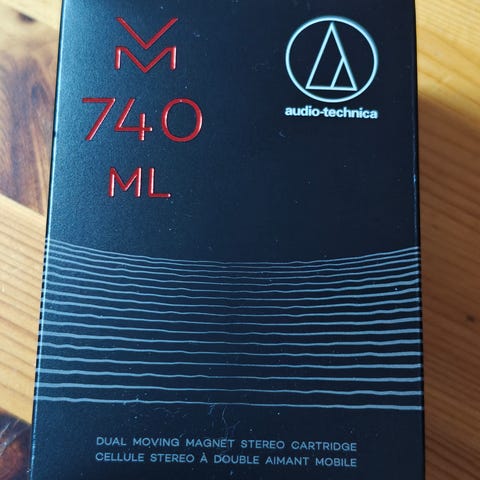 VM
740
ML
audio-technica
DUAL MOVING MAGNET STEREO CARTRIDGE
CELLULE STEREO À DOUBLE AIMANT MOBILE